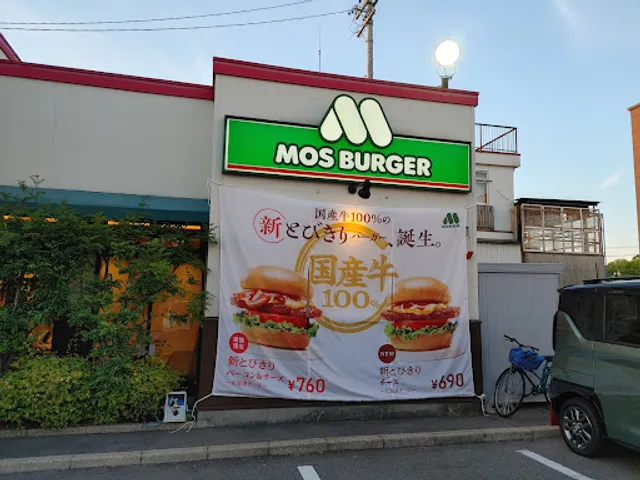 MOS BURGER
国産牛100%の
新とびきりバーガー、誕生。
国産牛
100%
新とびきり
ベーコン&チーズ
¥760
NEW
新とびきり
チーズ
¥690